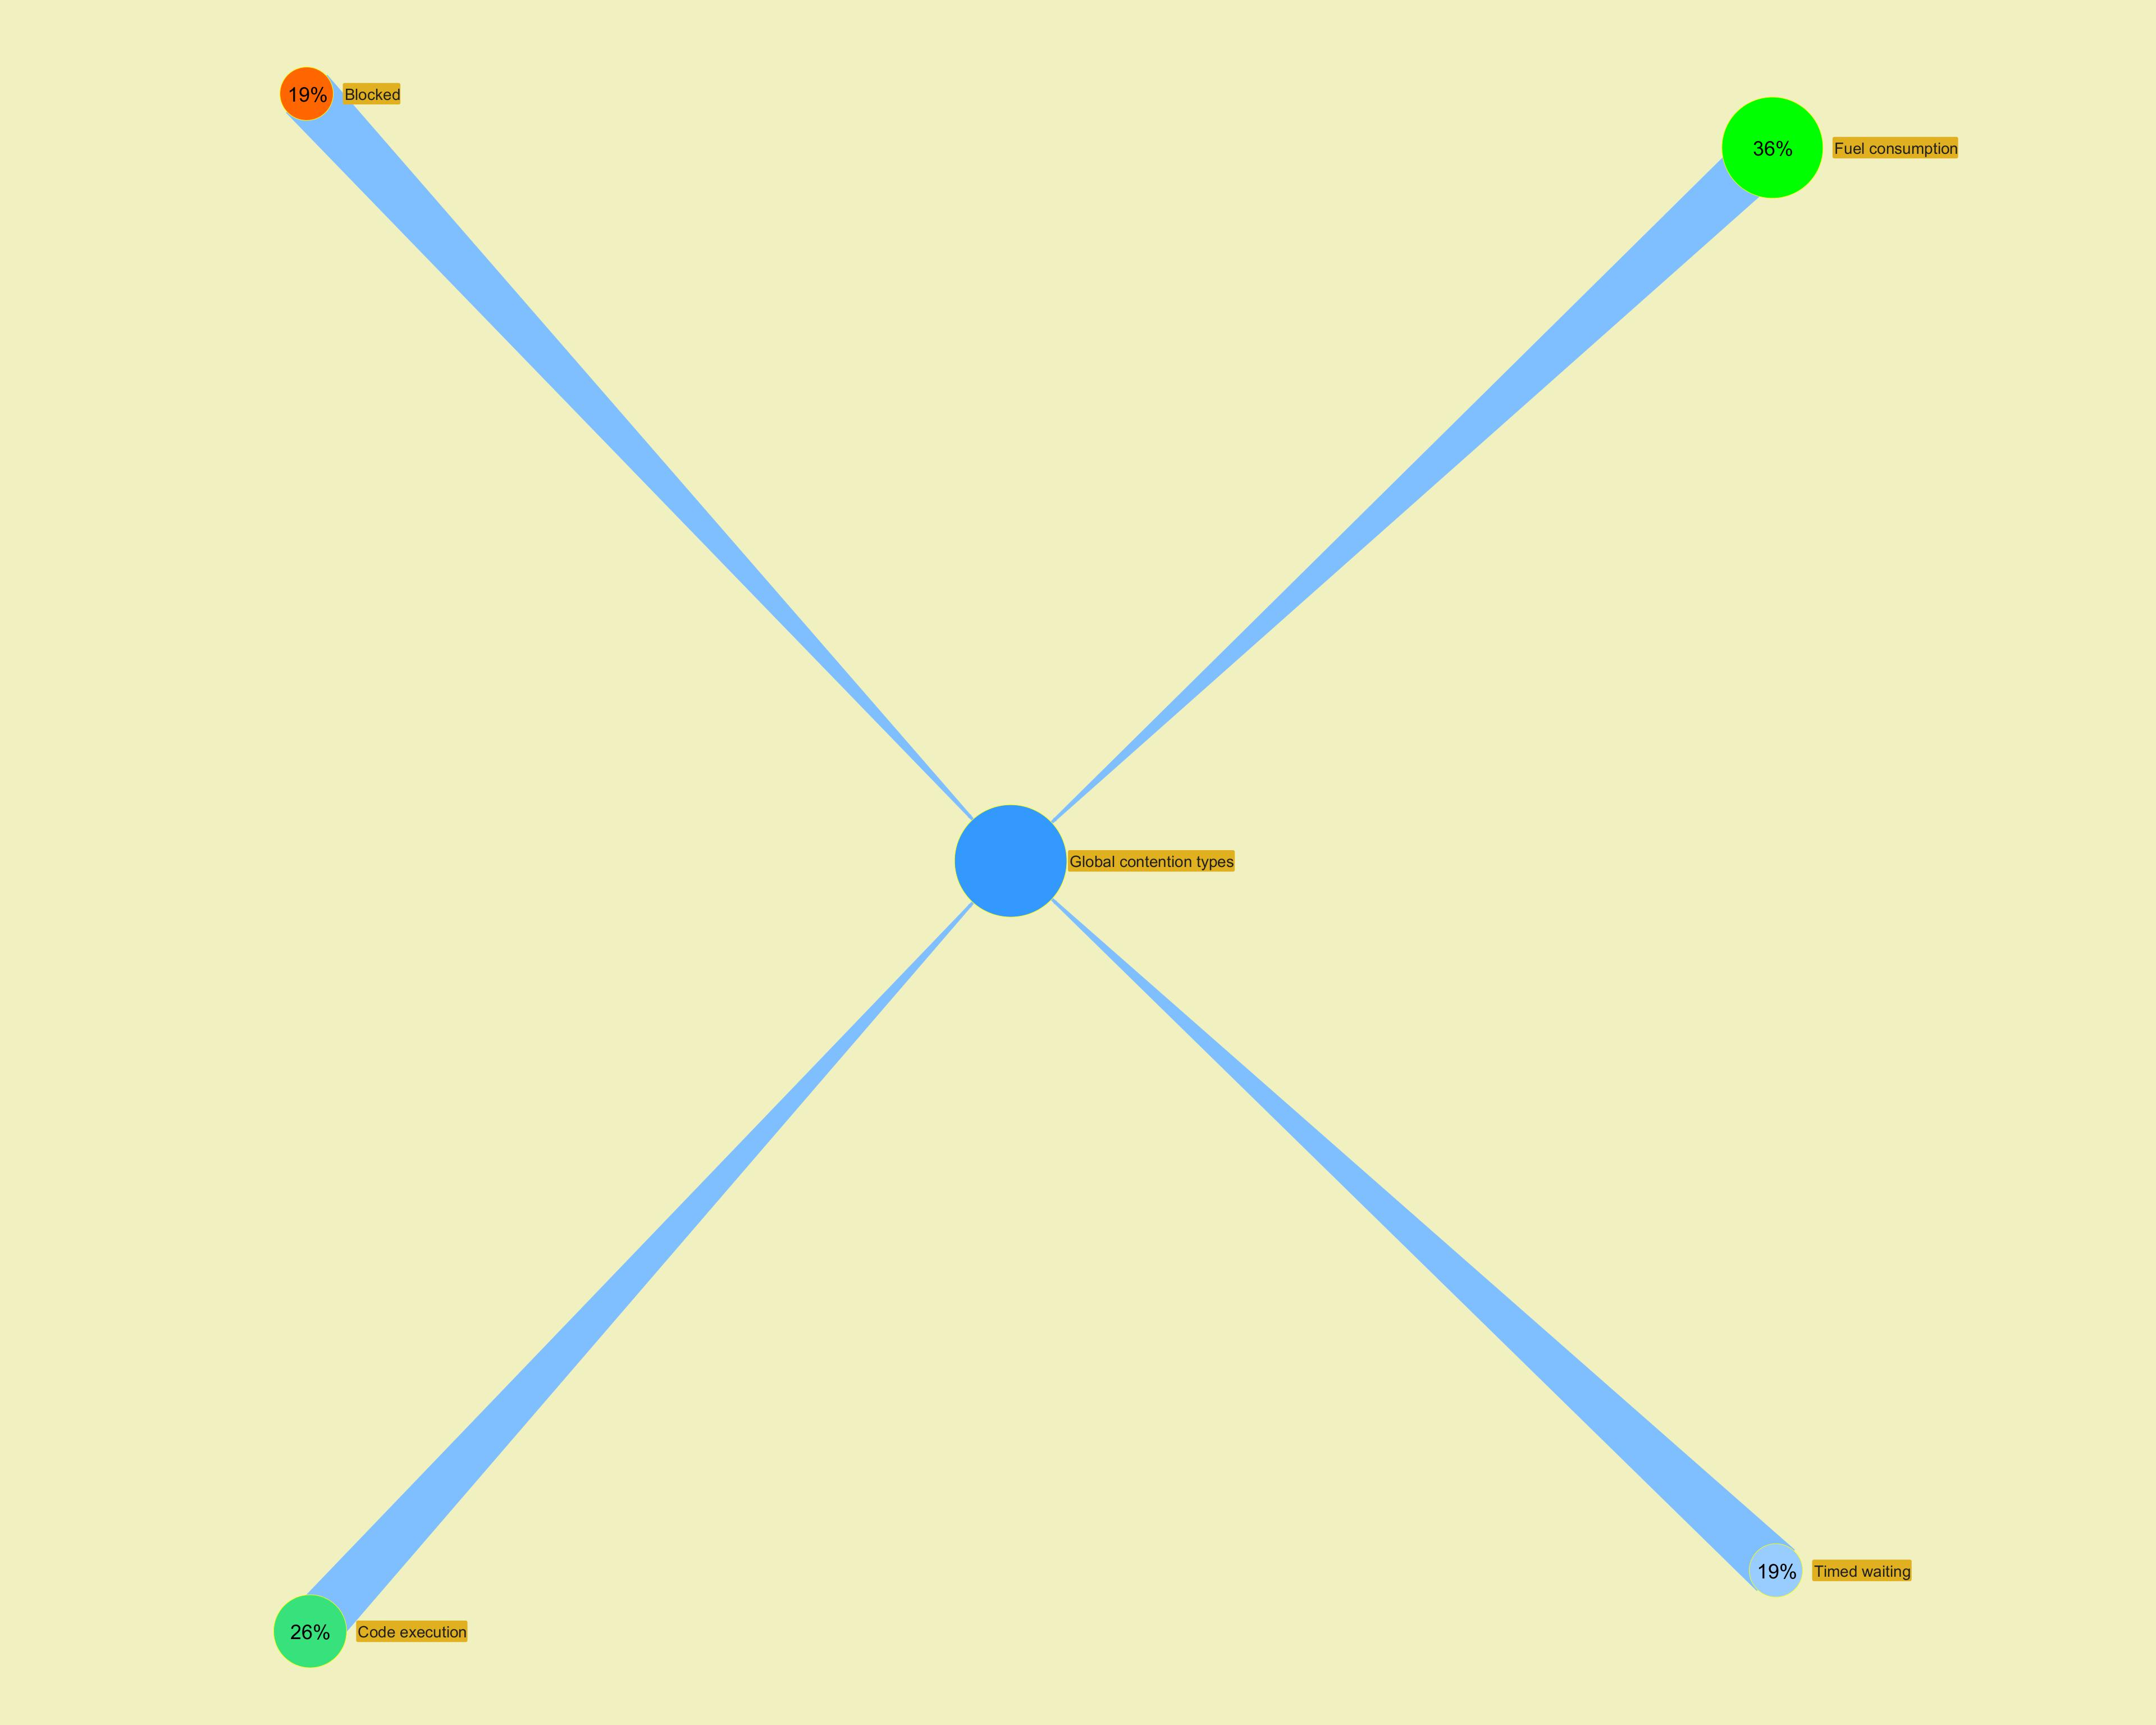 19%
Blocked
36%
Fuel consumption
Global contention types
19%
Timed waiting
26%
Code execution